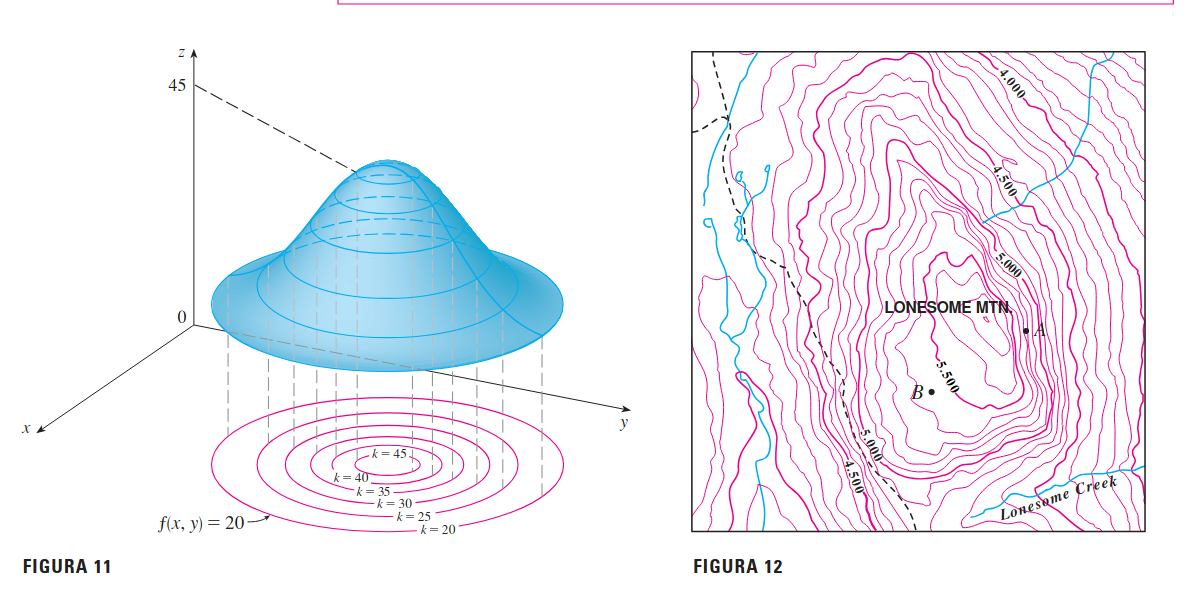 z
45
0
x
y
k = 45
k = 40
k = 35
k = 30
k = 25
k = 20
f(x, y) = 20
FIGURA 11
4.000
4.500
5.000
LONESOME MTN.
A
5.500
B
5.000
4.500
Lonesome Creek
FIGURA 12